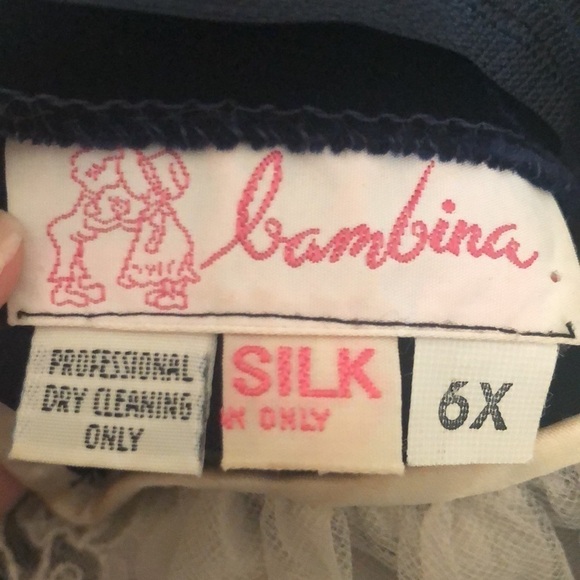 bambina
PROFESSIONAL
DRY CLEANING
ONLY
SILK
ONLY
6X